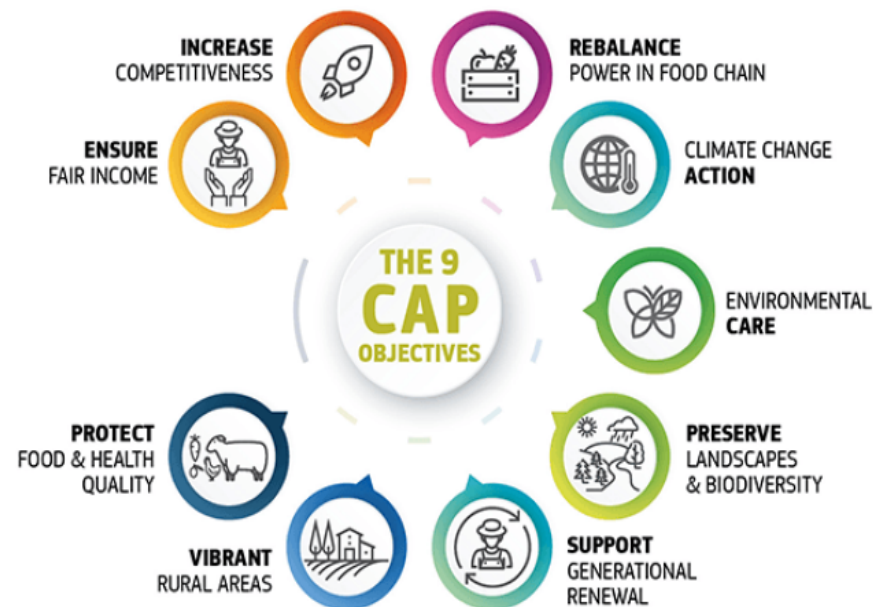 INCREASE
COMPETITIVENESS
REBALANCE
POWER IN FOOD CHAIN
ENSURE
FAIR INCOME
CLIMATE CHANGE
ACTION
THE 9
CAP
OBJECTIVES
ENVIRONMENTAL
CARE
PROTECT
FOOD & HEALTH
QUALITY
PRESERVE
LANDSCAPES
& BIODIVERSITY
VIBRANT
RURAL AREAS
SUPPORT
GENERATIONAL
RENEWAL